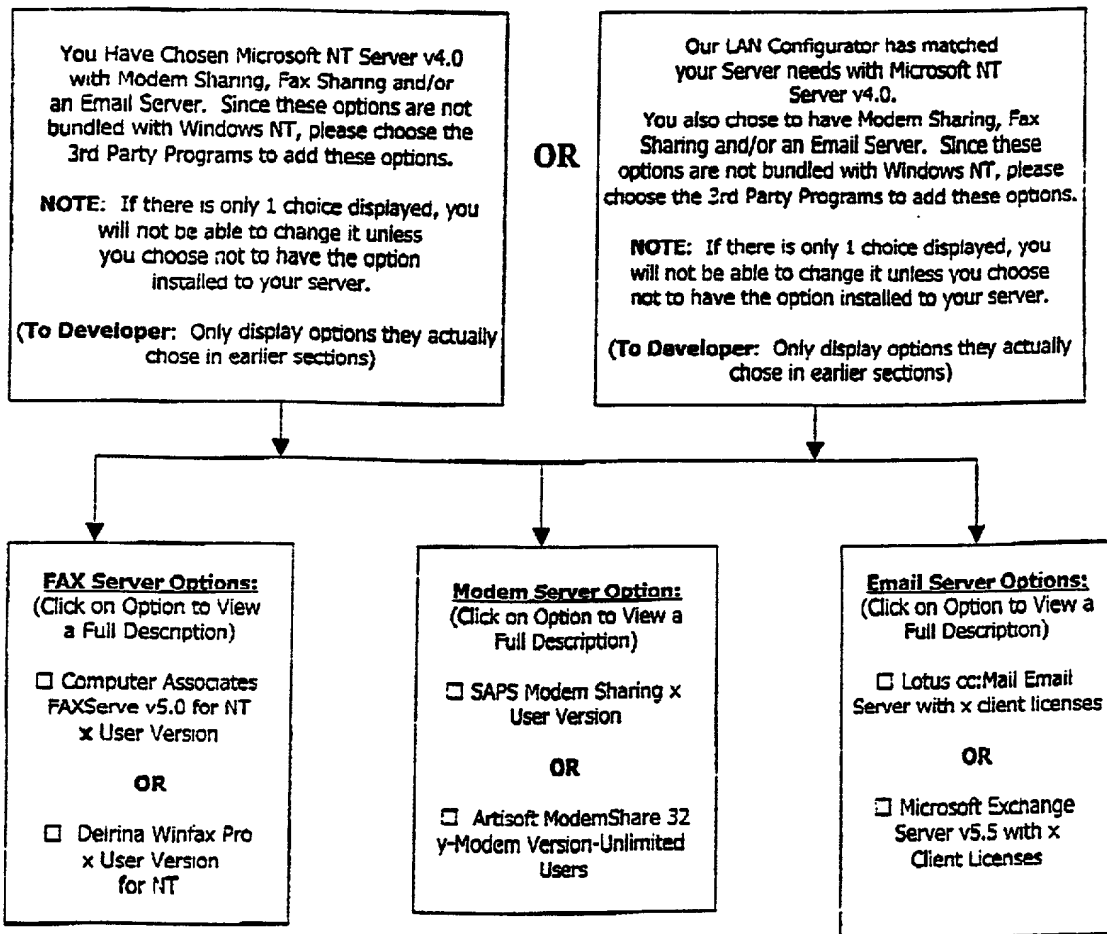 You Have Chosen Microsoft NT Server v4.0
with Modem Sharing, Fax Sharing and/or
an Email Server. Since these options are not
bundled with Windows NT, please choose the
3rd Party Programs to add these options.
NOTE: If there is only 1 choice displayed, you
will not be able to change it unless
you choose not to have the option
installed to your server.
(To Developer: Only display options they actually
chose in earlier sections)
OR
Our LAN Configurator has matched
your Server needs with Microsoft NT
Server v4.0.
You also chose to have Modem Sharing, Fax
Sharing and/or an Email Server. Since these
options are not bundled with Windows NT, please
choose the 3rd Party Programs to add these options.
NOTE: If there is only 1 choice displayed, you
will not be able to change it unless you choose
not to have the option installed to your server.
(To Developer: Only display options they actually
chose in earlier sections)
FAX Server Options:
(Click on Option to View
a Full Description)
☐ Computer Associates
FAXServe v5.0 for NT
x User Version
OR
☐ Delrina Winfax Pro
x User Version
for NT
Modem Server Option:
(Click on Option to View a
Full Description)
☐ SAPS Modem Sharing x
User Version
OR
☐ Artisoft ModemShare 32
y-Modem Version-Unlimited
Users
Email Server Options:
(Click on Option to View a
Full Description)
☐ Lotus cc:Mail Email
Server with x client licenses
OR
☐ Microsoft Exchange
Server v5.5 with x
Client Licenses